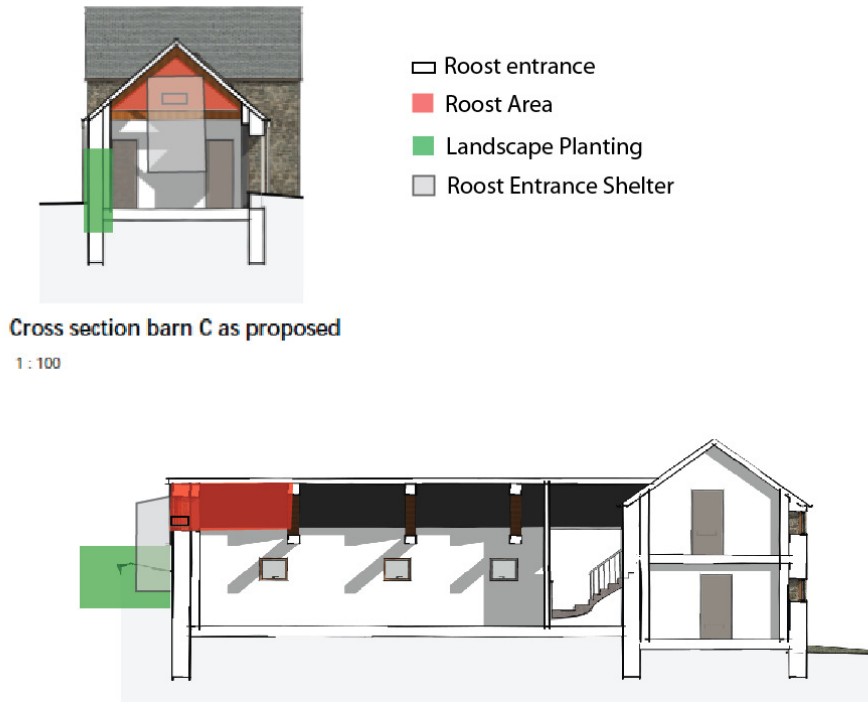 Roost entrance
Roost Area
Landscape Planting
Roost Entrance Shelter
Cross section barn C as proposed
1 : 100